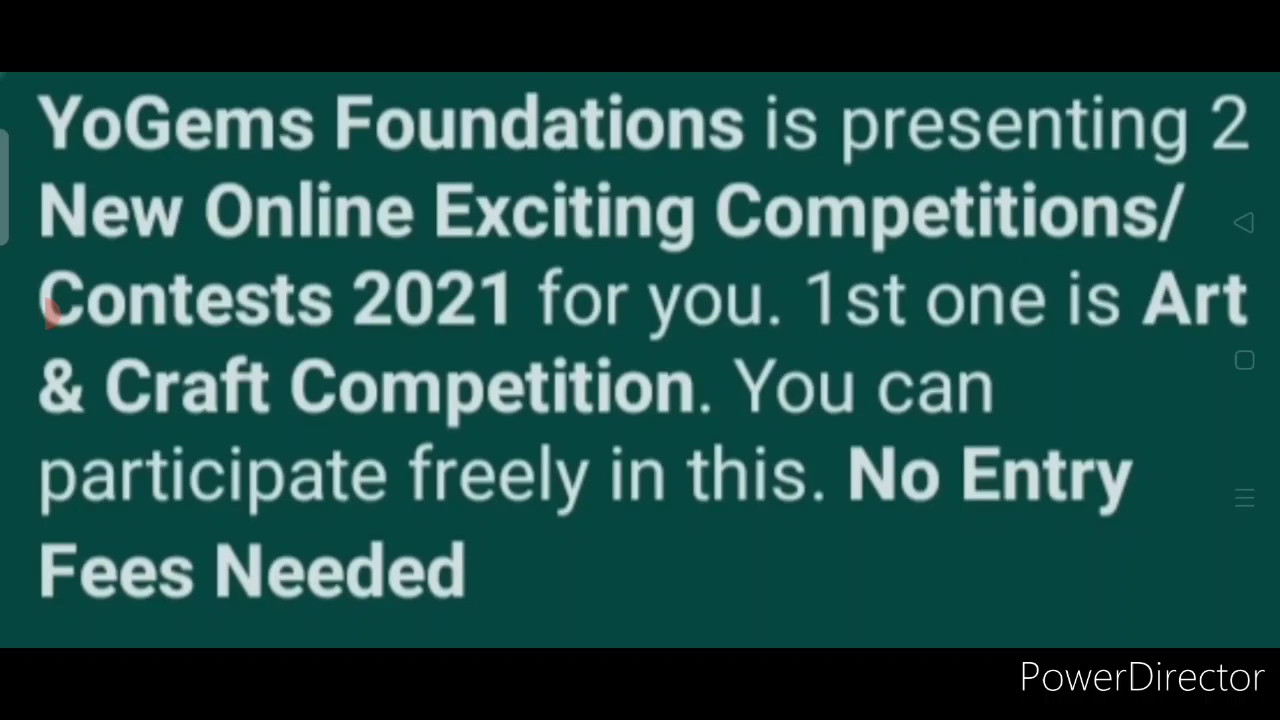 YoGems Foundations is presenting 2
New Online Exciting Competitions/
Contests 2021 for you. 1st one is Art
& Craft Competition. You can
participate freely in this. No Entry
Fees Needed
PowerDirector